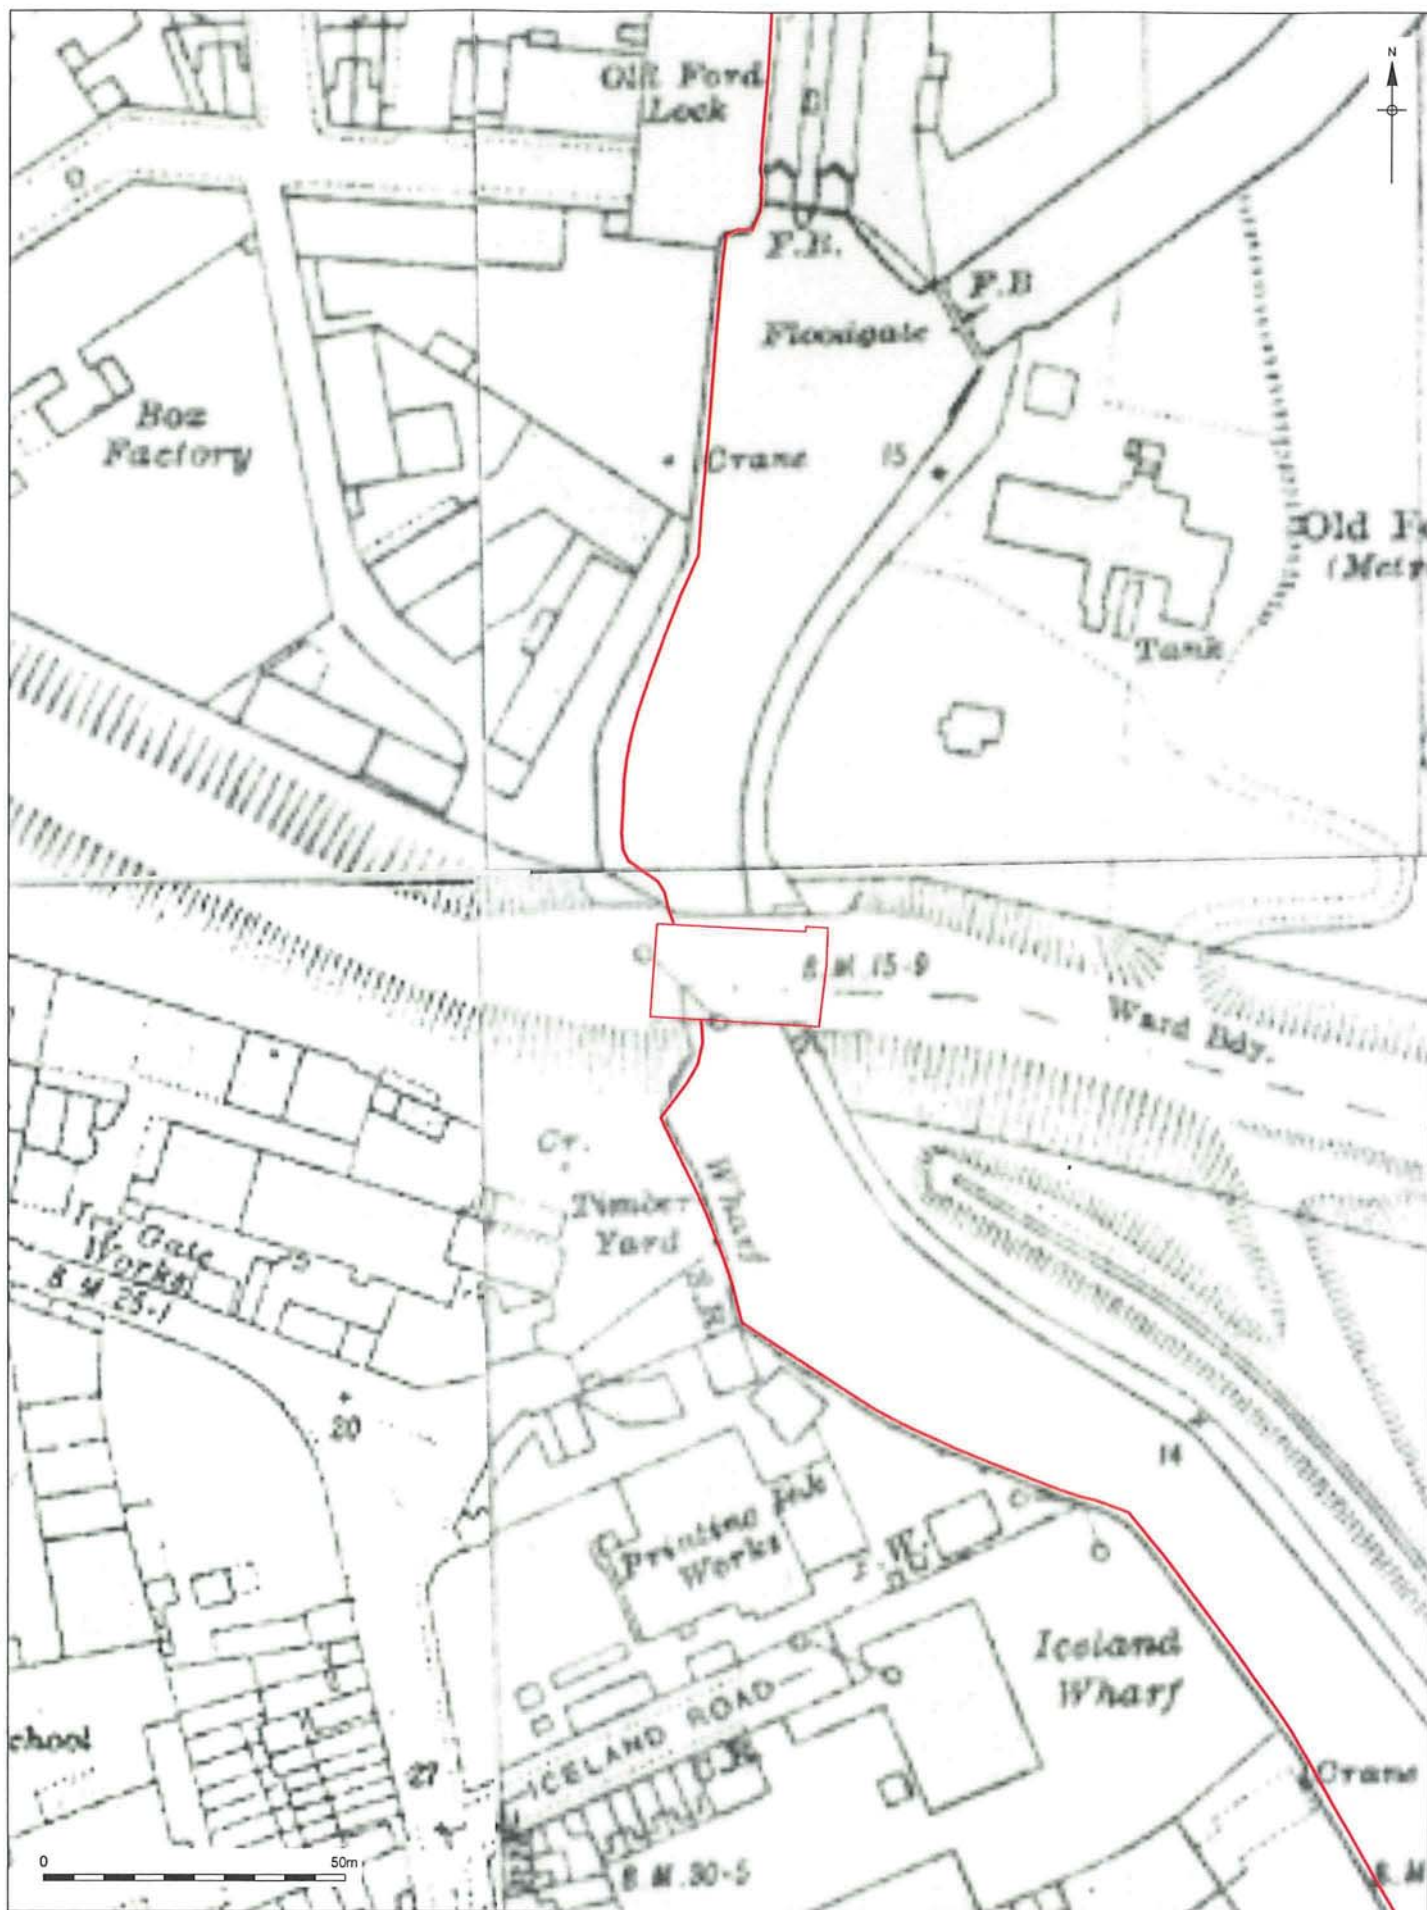 N
Old Ford
Lock
F.B.
F.B
Floodgate
Box
Factory
Crane
15
Old
Tank
B.M. 15-9
Ward Bdy.
Cr.
Timber
Yard
Wharf
Gate
Works
B.M. 25-1
20
14
Printing
Works
Ink
W.
Iceland
Wharf
ICELAND ROAD
chool
27
Crane
0 50m
B.M. 30-5
B.M